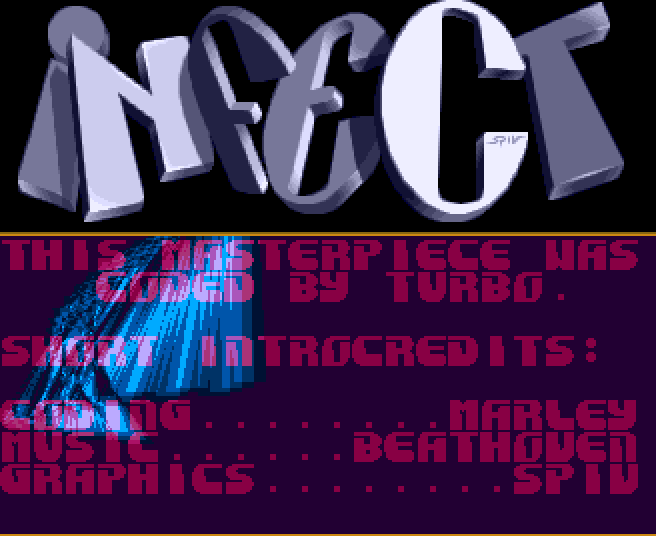 iNFECT
SPIV
THIS MASTERPIECE WAS
CODED BY TURBO.
SHORT INTROCREDITS:
CODING.........MARLEY
MUSIC......BEATHOVEN
GRAPHICS........SPIV